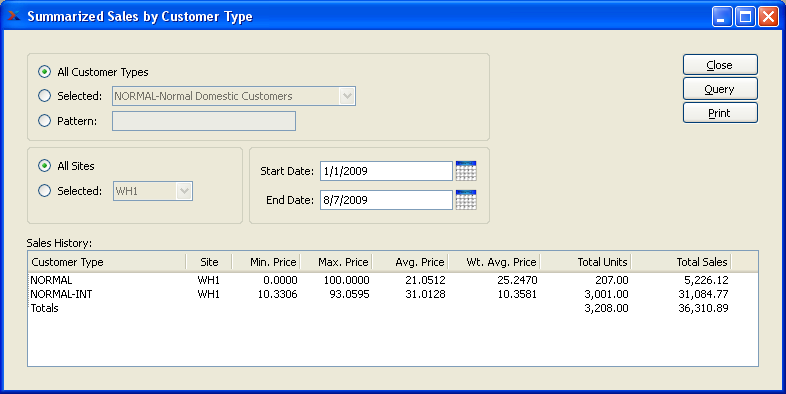 Summarized Sales by Customer Type
All Customer Types
Selected: NORMAL-Normal Domestic Customers
Pattern:
Close
Query
Print
All Sites
Selected: WH1
Start Date: 1/1/2009
End Date: 8/7/2009
Sales History:
Customer Type Site Min. Price Max. Price Avg. Price Wt. Avg. Price Total Units Total Sales
NORMAL WH1 0.0000 100.0000 21.0512 25.2470 207.00 5,226.12
NORMAL-INT WH1 10.3306 93.0595 31.0128 10.3581 3,001.00 31,084.77
Totals 3,208.00 36,310.89